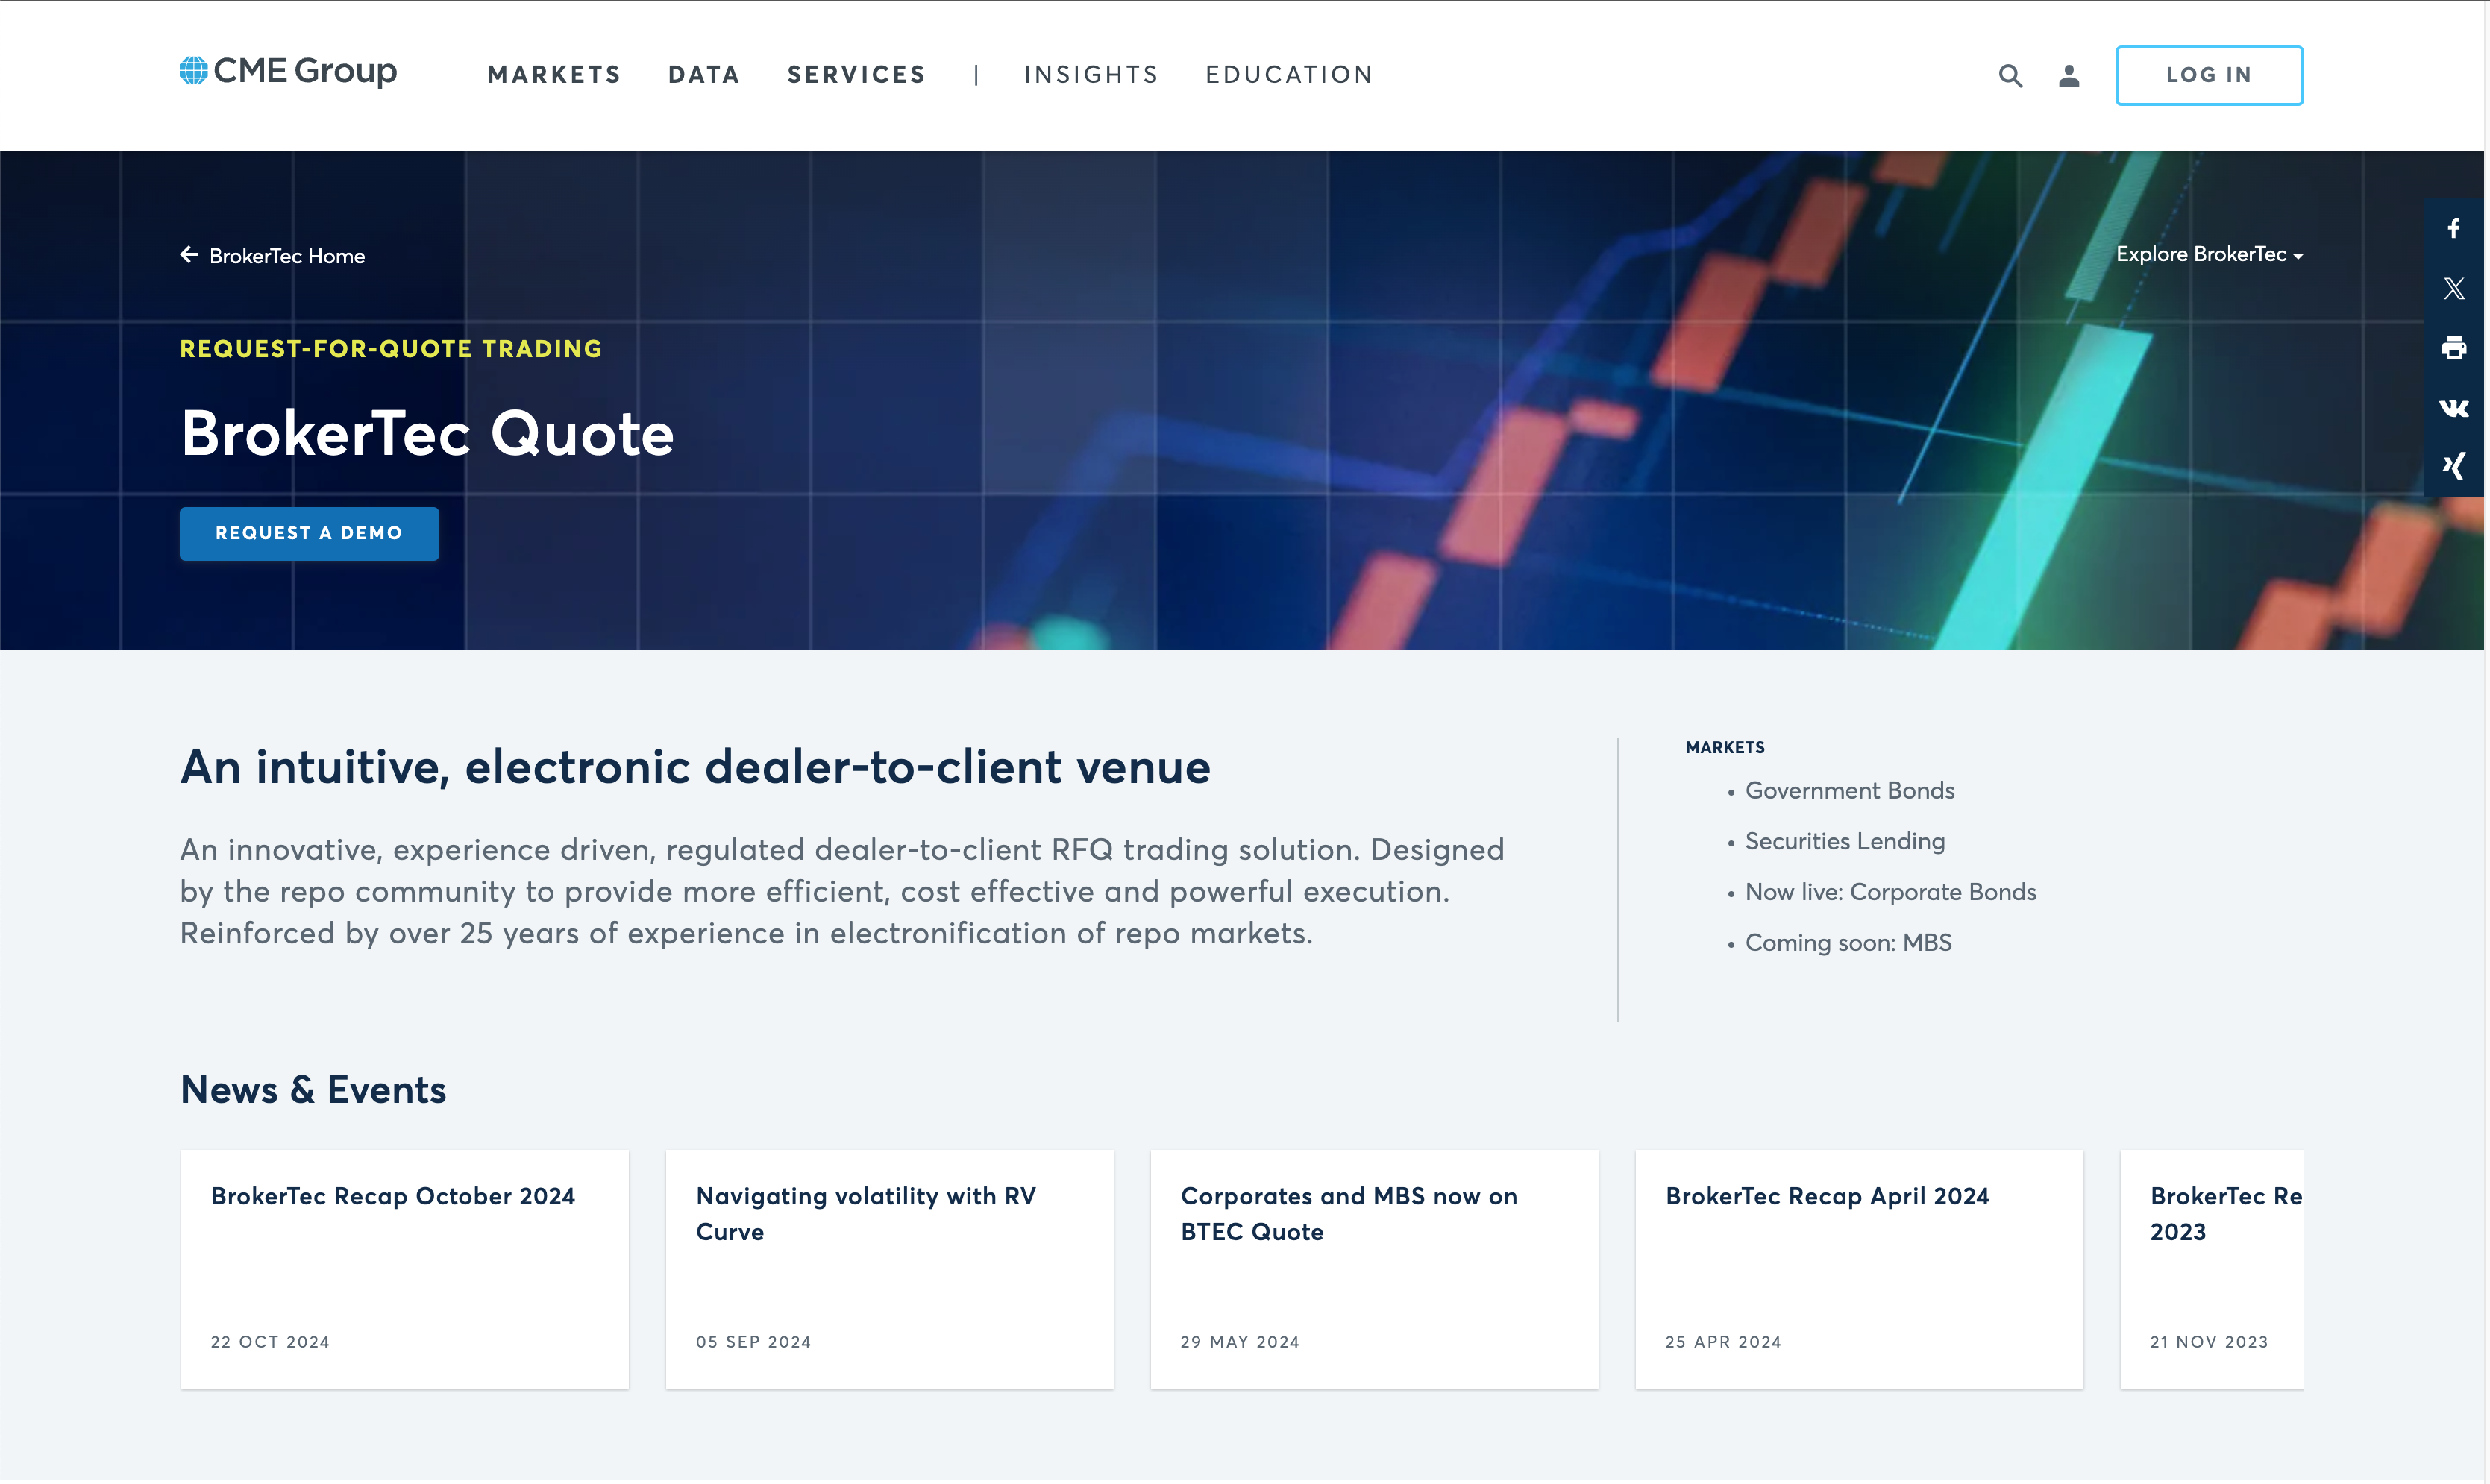 CME Group
MARKETS DATA SERVICES | INSIGHTS EDUCATION
LOG IN
BrokerTec Home
Explore BrokerTec
REQUEST-FOR-QUOTE TRADING
BrokerTec Quote
REQUEST A DEMO
An intuitive, electronic dealer-to-client venue
An innovative, experience driven, regulated dealer-to-client RFQ trading solution. Designed
by the repo community to provide more efficient, cost effective and powerful execution.
Reinforced by over 25 years of experience in electronification of repo markets.
MARKETS
• Government Bonds
• Securities Lending
• Now live: Corporate Bonds
• Coming soon: MBS
News & Events
BrokerTec Recap October 2024
22 OCT 2024
Navigating volatility with RV
Curve
05 SEP 2024
Corporates and MBS now on
BTEC Quote
29 MAY 2024
BrokerTec Recap April 2024
25 APR 2024
BrokerTec Re
2023
21 NOV 2023